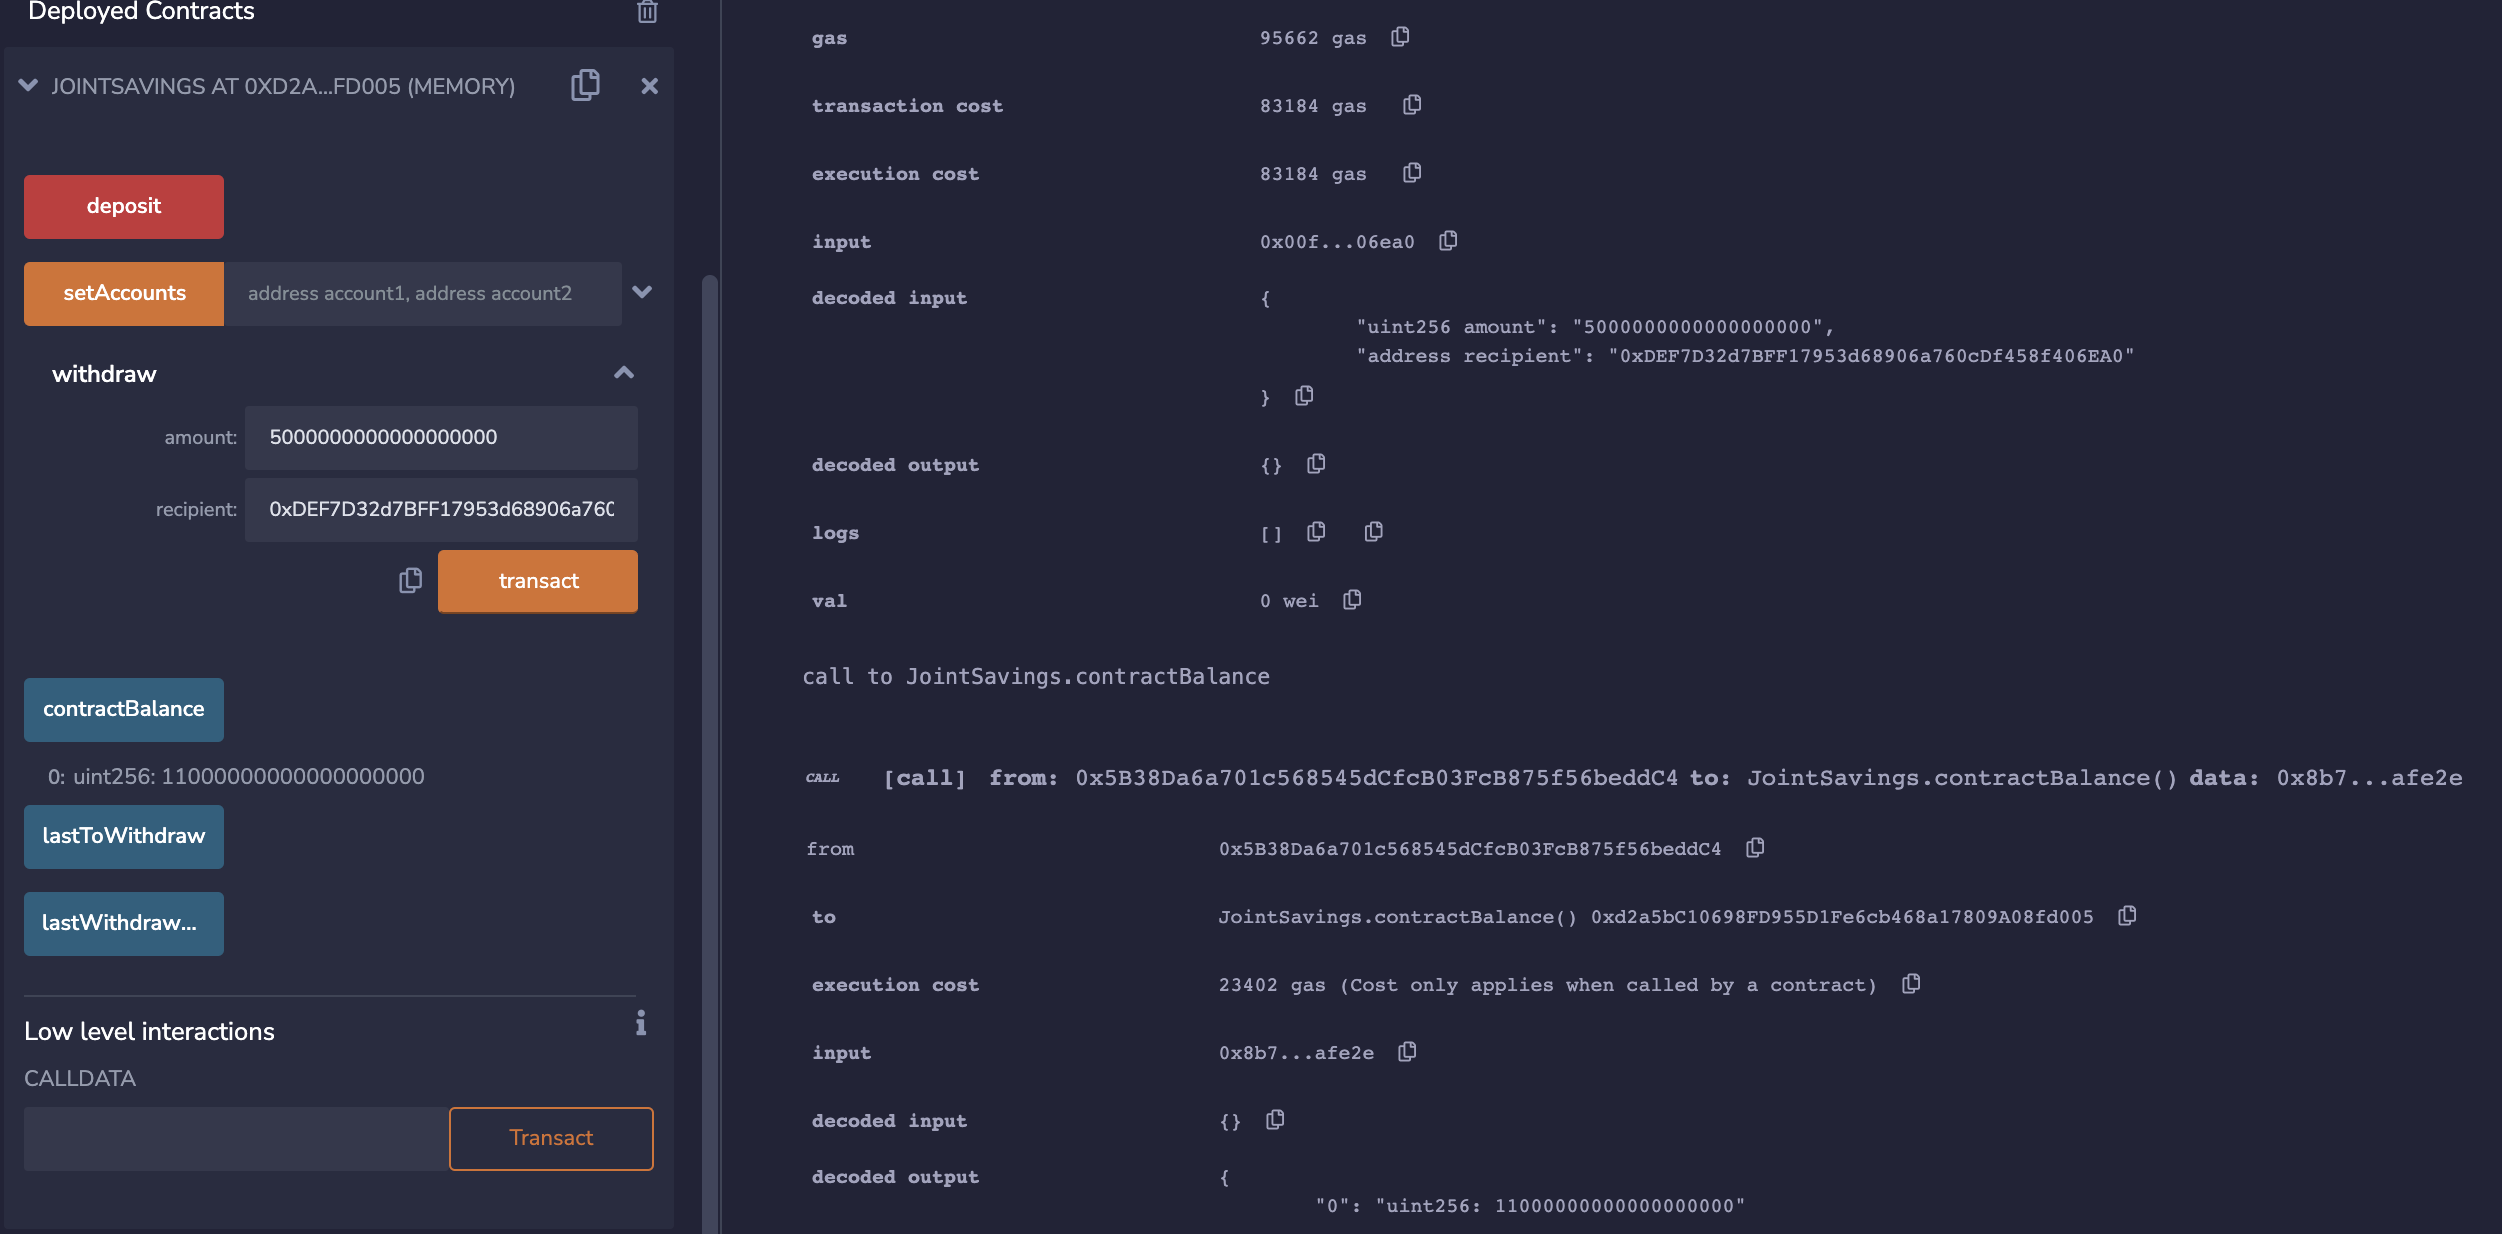 Deployed Contracts
JOINTSAVINGS AT 0XD2A...FD005 (MEMORY)
deposit
setAccounts address account1, address account2
withdraw
amount: 5000000000000000000
recipient: 0xDEF7D32d7BFF17953d68906a760
transact
contractBalance
0: uint256: 11000000000000000000
lastToWithdraw
lastWithdraw...
Low level interactions
CALLDATA
Transact
gas 95662 gas
transaction cost 83184 gas
execution cost 83184 gas
input 0x00f...06ea0
decoded input {
"uint256 amount": "5000000000000000000",
"address recipient": "0xDEF7D32d7BFF17953d68906a760cDf458f406EA0"
}
decoded output {}
logs []
val 0 wei
call to JointSavings.contractBalance
CALL [call] from: 0x5B38Da6a701c568545dCfcB03FcB875f56beddC4 to: JointSavings.contractBalance() data: 0x8b7...afe2e
from 0x5B38Da6a701c568545dCfcB03FcB875f56beddC4
to JointSavings.contractBalance() 0xd2a5bC10698FD955D1Fe6cb468a17809A08fd005
execution cost 23402 gas (Cost only applies when called by a contract)
input 0x8b7...afe2e
decoded input {}
decoded output {
"0": "uint256: 11000000000000000000"